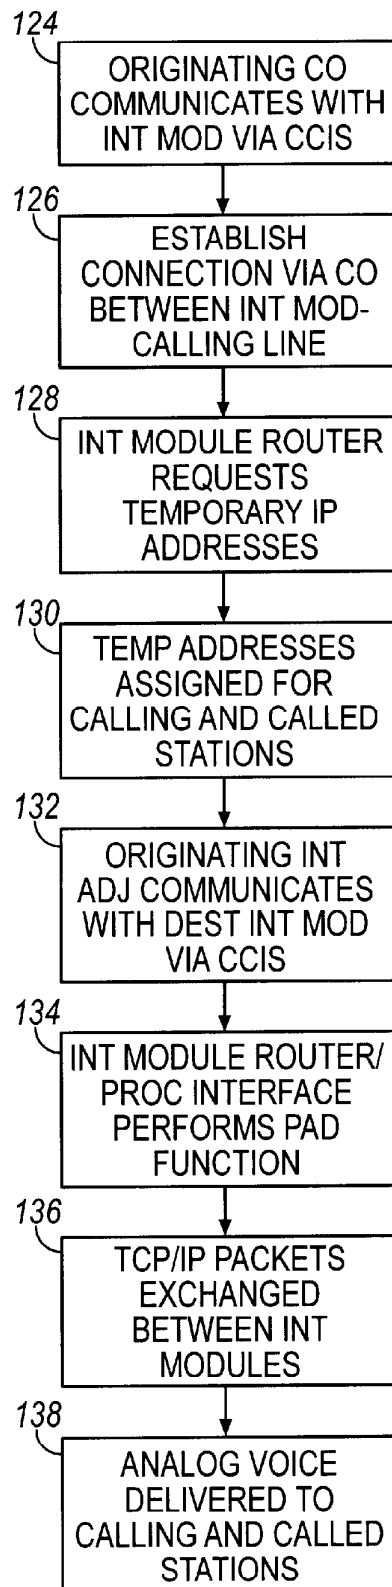 124
ORIGINATING CO
COMMUNICATES WITH
INT MOD VIA CCIS
126
ESTABLISH
CONNECTION VIA CO
BETWEEN INT MOD-
CALLING LINE
128
INT MODULE ROUTER
REQUESTS
TEMPORARY IP
ADDRESSES
130
TEMP ADDRESSES
ASSIGNED FOR
CALLING AND CALLED
STATIONS
132
ORIGINATING INT
ADJ COMMUNICATES
WITH DEST INT MOD
VIA CCIS
134
INT MODULE ROUTER/
PROC INTERFACE
PERFORMS PAD
FUNCTION
136
TCP/IP PACKETS
EXCHANGED
BETWEEN INT
MODULES
138
ANALOG VOICE
DELIVERED TO
CALLING AND CALLED
STATIONS